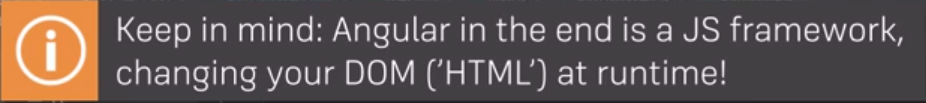 Keep in mind: Angular in the end is a JS framework,
changing your DOM (‘HTML’) at runtime!